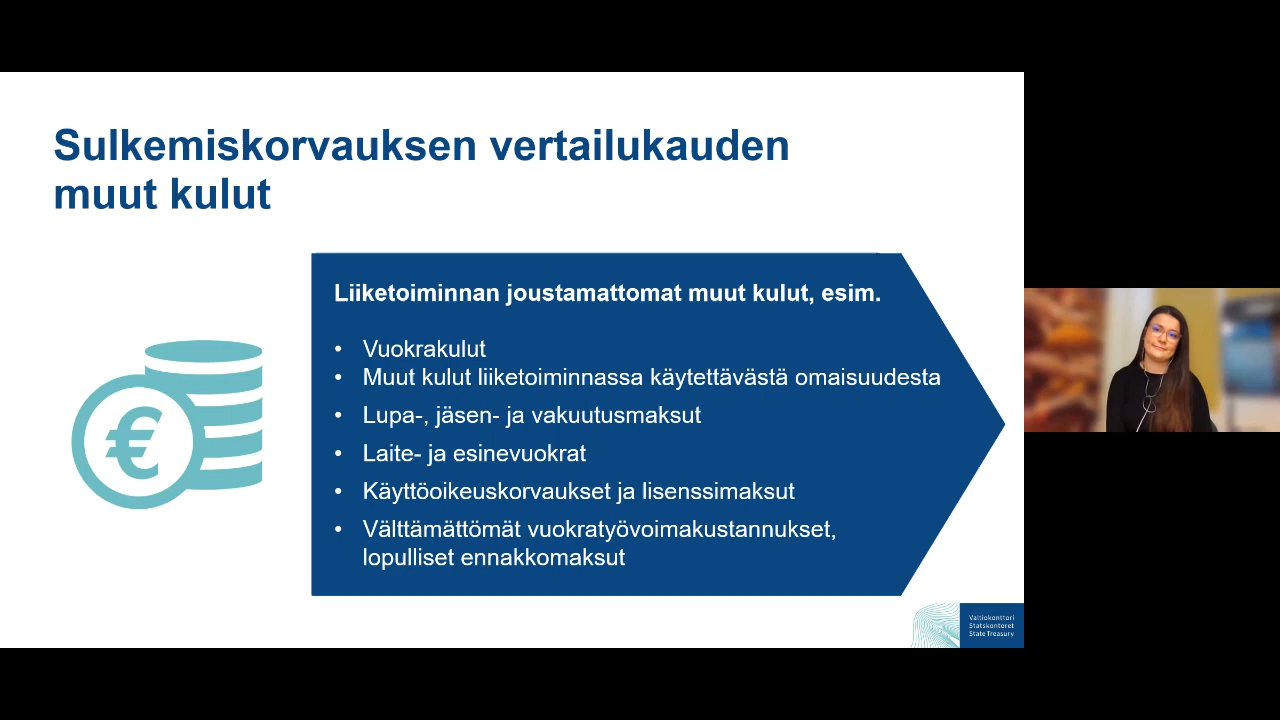 Sulkemiskorvauksen vertailukauden
muut kulut
Liiketoiminnan joustamattomat muut kulut, esim.
• Vuokrakulut
• Muut kulut liiketoiminnassa käytettävästä omaisuudesta
• Lupa-, jäsen- ja vakuutusmaksut
• Laite- ja esinevuokrat
• Käyttöoikeuskorvaukset ja lisenssimaksut
• Välttämättömät vuokratyövoimakustannukset,
lopulliset ennakkomaksut
€
Valtiokonttori
Statskontoret
State Treasury